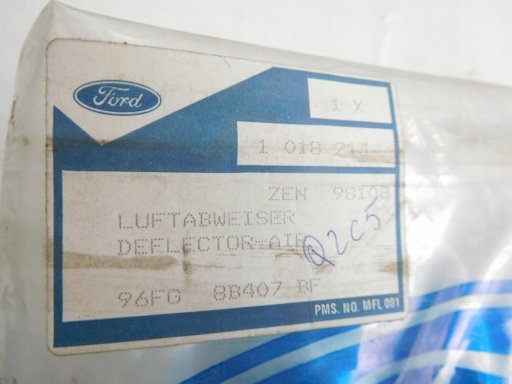 Ford
1 X
1 018 213
ZEN 98108
LUFTABWEISER
DEFLECTOR-AIR
Q2C5
96FG 8B407 BF
PMS. NO. MFL 001